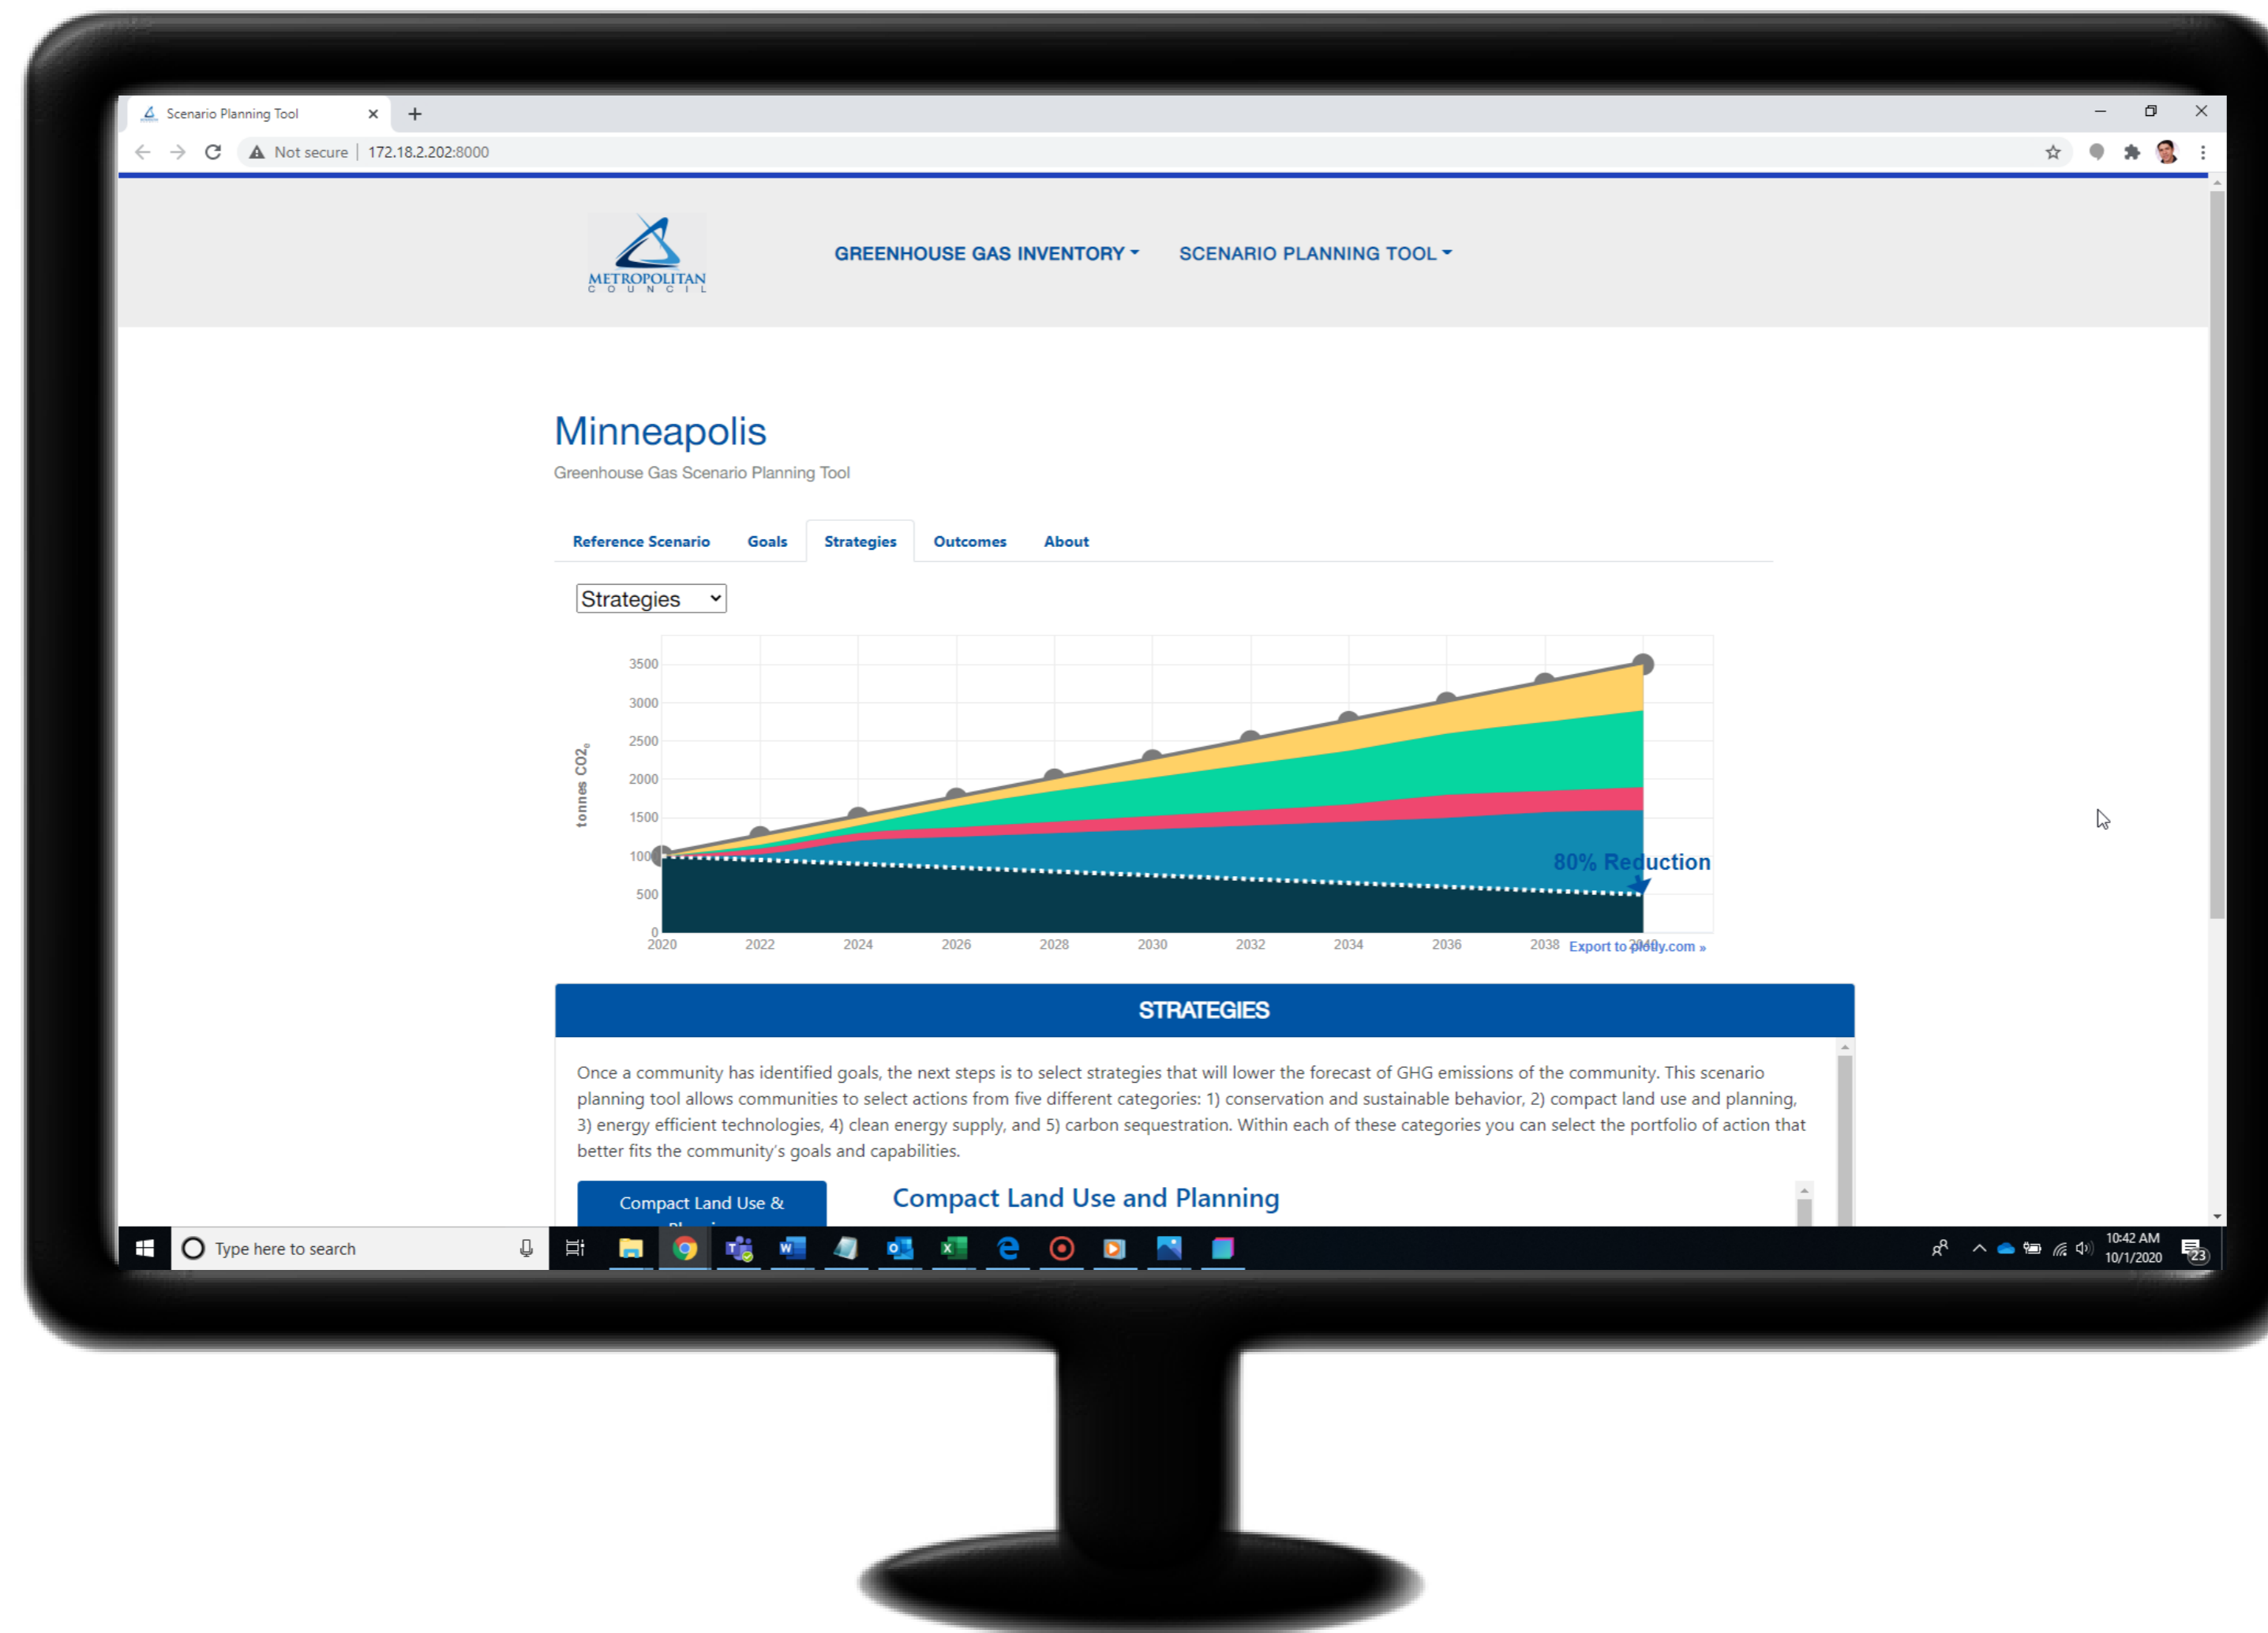 Scenario Planning Tool
Not secure | 172.18.2.202:8000
METROPOLITAN
COUNCIL
GREENHOUSE GAS INVENTORY
SCENARIO PLANNING TOOL
Minneapolis
Greenhouse Gas Scenario Planning Tool
Reference Scenario Goals Strategies Outcomes About
Strategies
3500
3000
2500
2000
1500
500
0
tonnes CO2e
80% Reduction
2020 2022 2024 2026 2028 2030 2032 2034 2036 2038 2040
Export to plotly.com »
STRATEGIES
Once a community has identified goals, the next steps is to select strategies that will lower the forecast of GHG emissions of the community. This scenario
planning tool allows communities to select actions from five different categories: 1) conservation and sustainable behavior, 2) compact land use and planning,
3) energy efficient technologies, 4) clean energy supply, and 5) carbon sequestration. Within each of these categories you can select the portfolio of action that
better fits the community's goals and capabilities.
Compact Land Use &
Compact Land Use and Planning
Type here to search
10:42 AM
10/1/2020
23